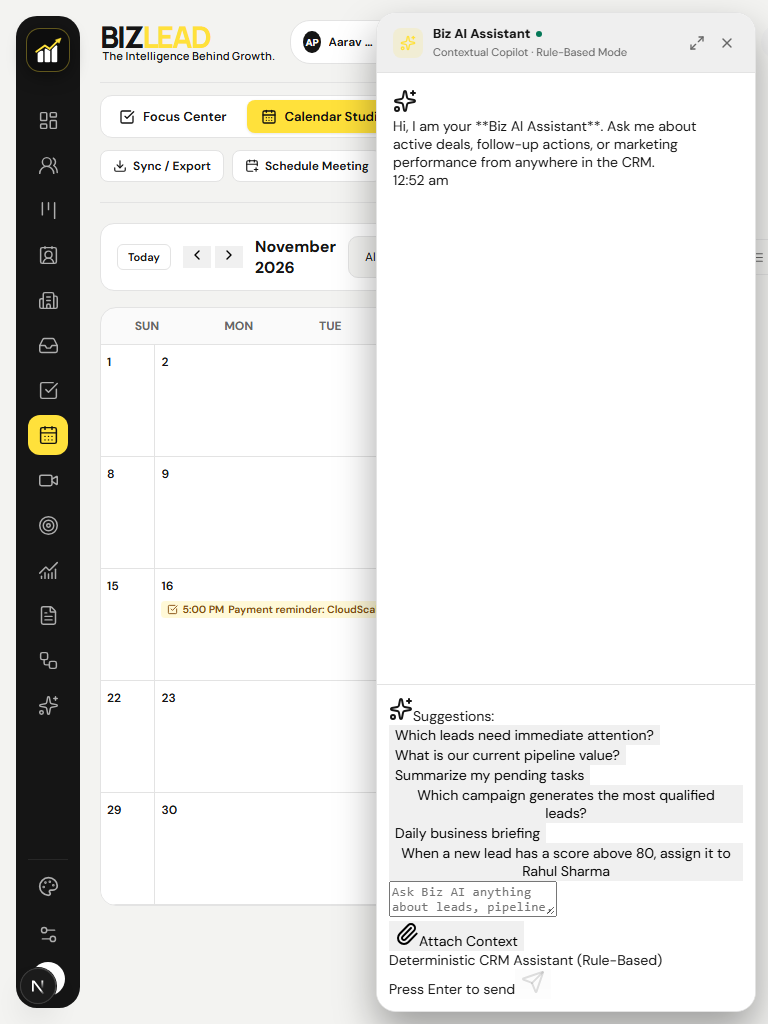 BIZLEAD
The Intelligence Behind Growth.
AP Aarav ...
Focus Center
Calendar Studi
Sync / Export
Schedule Meeting
Today
November
2026
Al
SUN MON TUE
1 2
8 9
15 16
5:00 PM Payment reminder: CloudSca
22 23
29 30
N
Biz AI Assistant
Contextual Copilot · Rule-Based Mode
Hi, I am your **Biz AI Assistant**. Ask me about
active deals, follow-up actions, or marketing
performance from anywhere in the CRM.
12:52 am
Suggestions:
Which leads need immediate attention?
What is our current pipeline value?
Summarize my pending tasks
Which campaign generates the most qualified
leads?
Daily business briefing
When a new lead has a score above 80, assign it to
Rahul Sharma
Ask Biz AI anything
about leads, pipeline,
Attach Context
Deterministic CRM Assistant (Rule-Based)
Press Enter to send